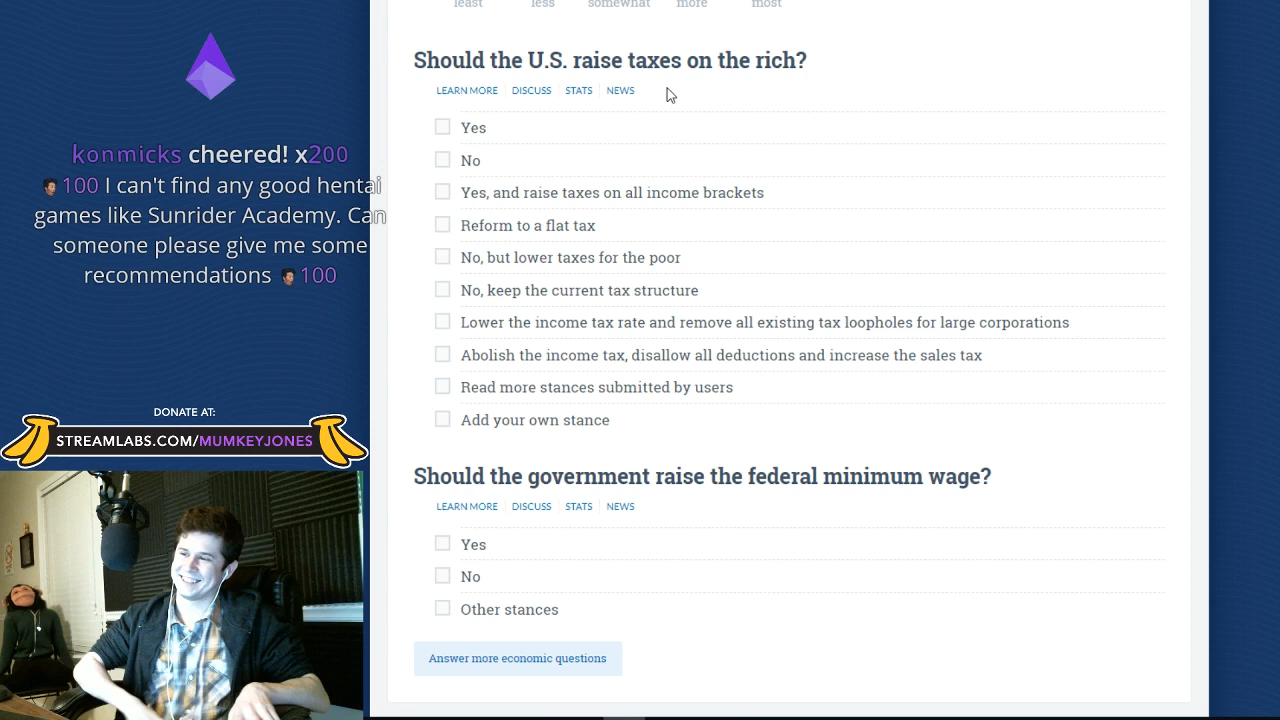 least less somewhat more most
Should the U.S. raise taxes on the rich?
LEARN MORE DISCUSS STATS NEWS
Yes
No
Yes, and raise taxes on all income brackets
Reform to a flat tax
No, but lower taxes for the poor
No, keep the current tax structure
Lower the income tax rate and remove all existing tax loopholes for large corporations
Abolish the income tax, disallow all deductions and increase the sales tax
Read more stances submitted by users
Add your own stance
Should the government raise the federal minimum wage?
LEARN MORE DISCUSS STATS NEWS
Yes
No
Other stances
Answer more economic questions
konmicks cheered! x200
100 I can't find any good hentai
games like Sunrider Academy. Can
someone please give me some
recommendations 100
DONATE AT:
STREAMLABS.COM/MUMKEYJONES